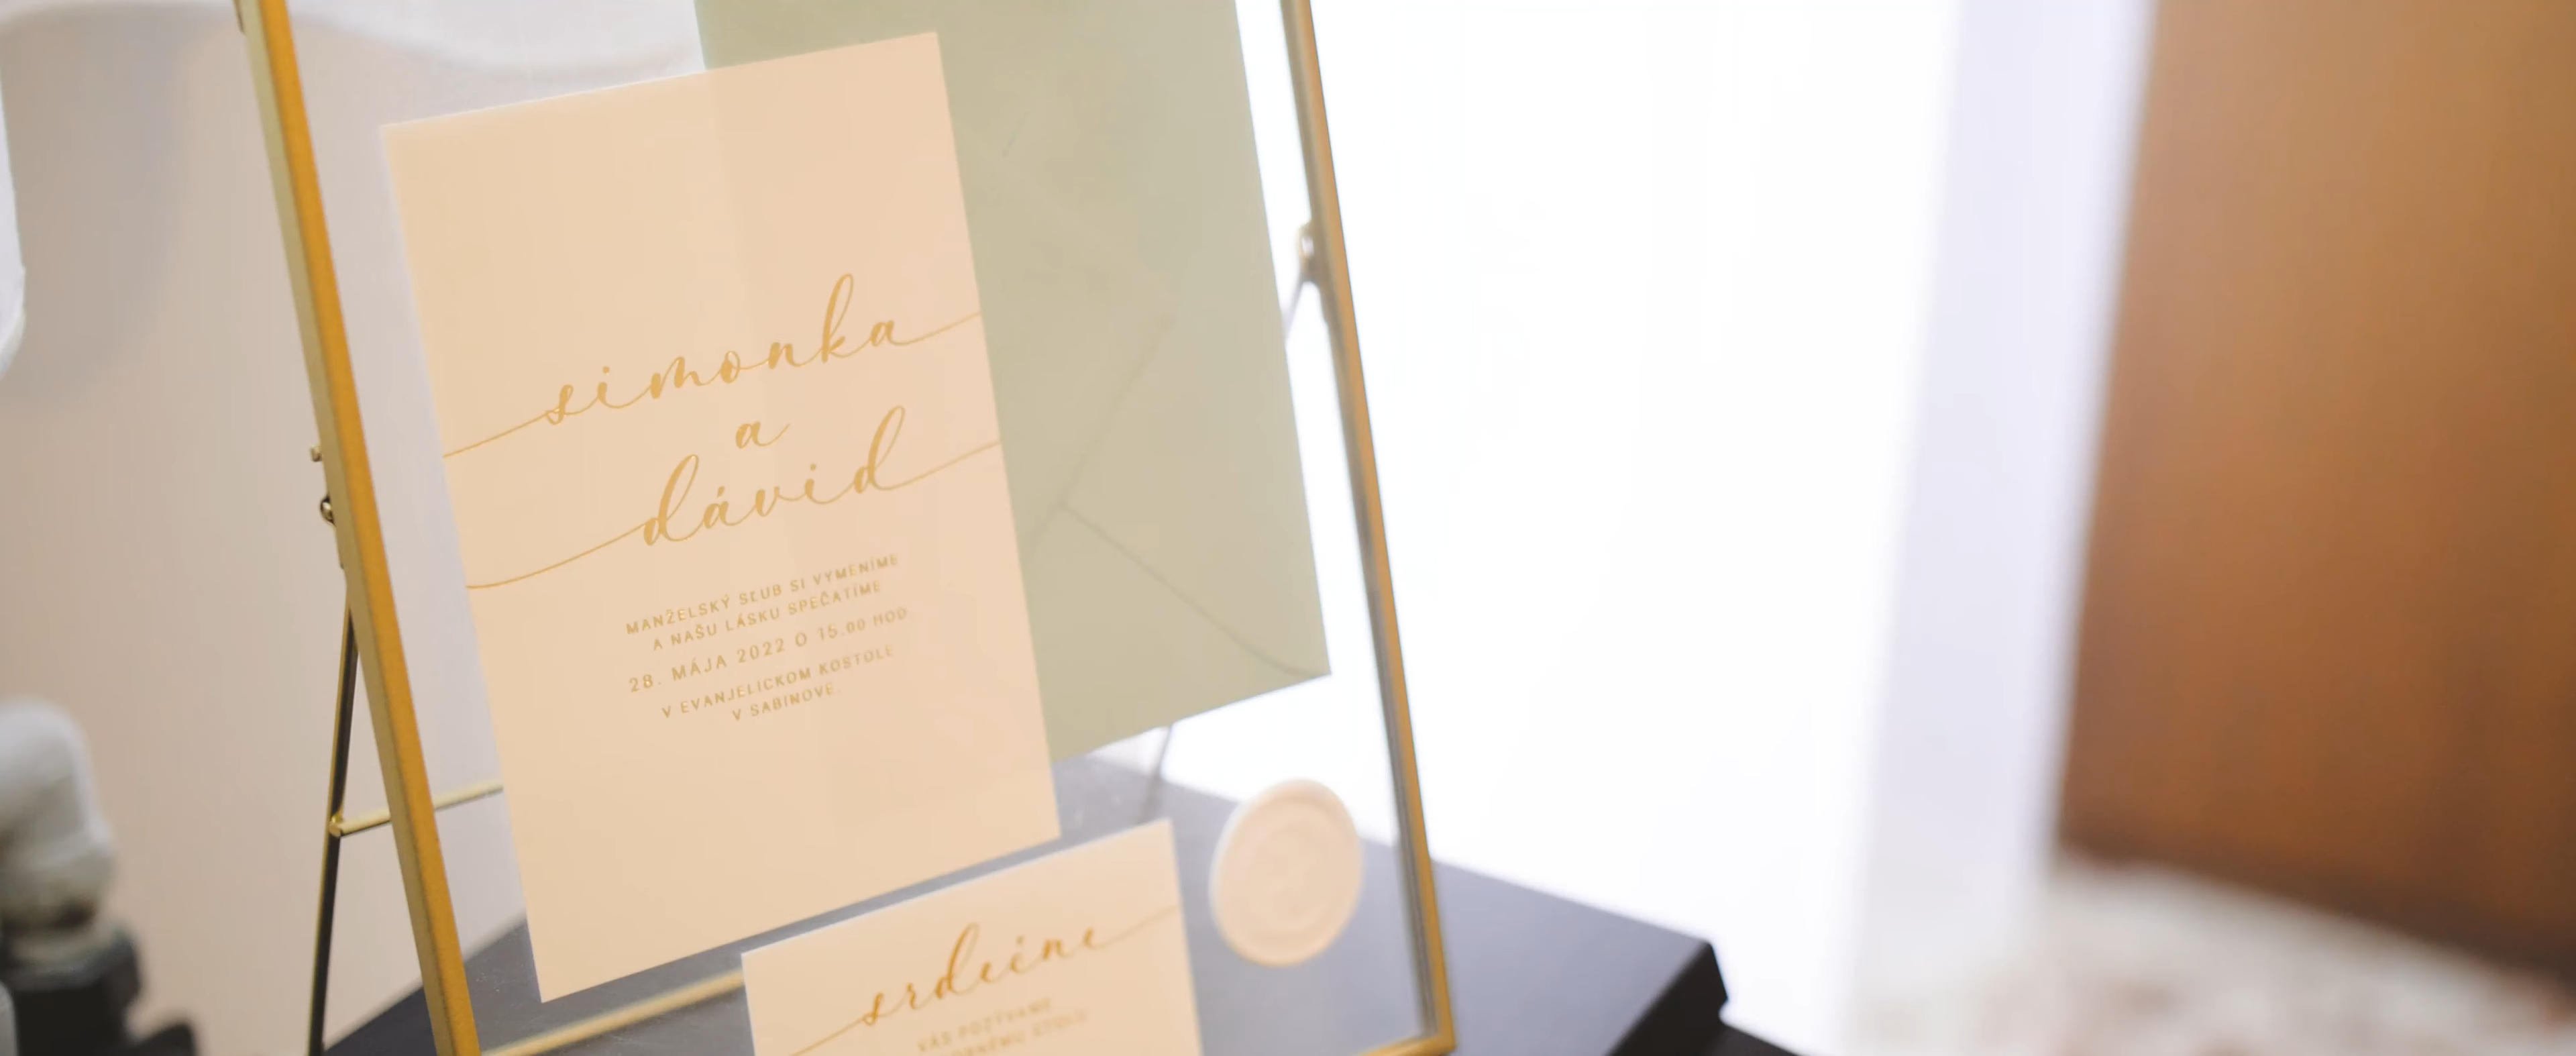 simonka
a
dávid
MANŽELSKÝ SĽUB SI VYMENÍME
A NAŠU LÁSKU SPEČATÍME
28. MÁJA 2022 O 15.00 HOD
V EVANJELICKOM KOSTOLE
V SABINOVE.
srdečne
VÁS POZÝVAME
STOLU